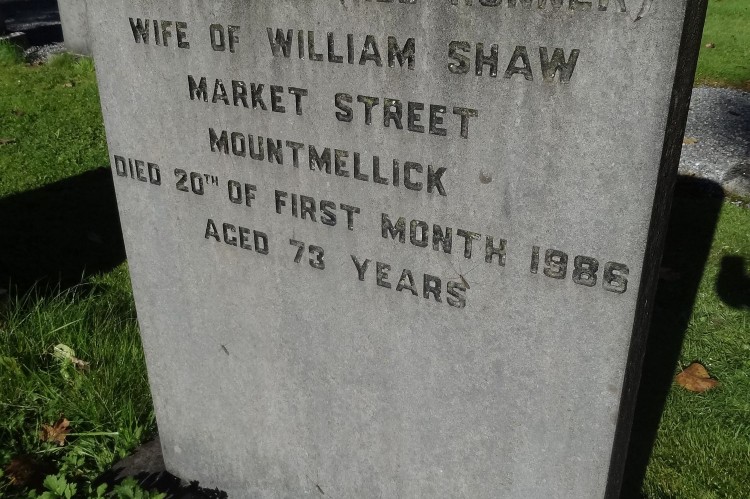 WIFE OF WILLIAM SHAW
MARKET STREET
MOUNTMELLICK
DIED 20TH OF FIRST MONTH 1986
AGED 73 YEARS